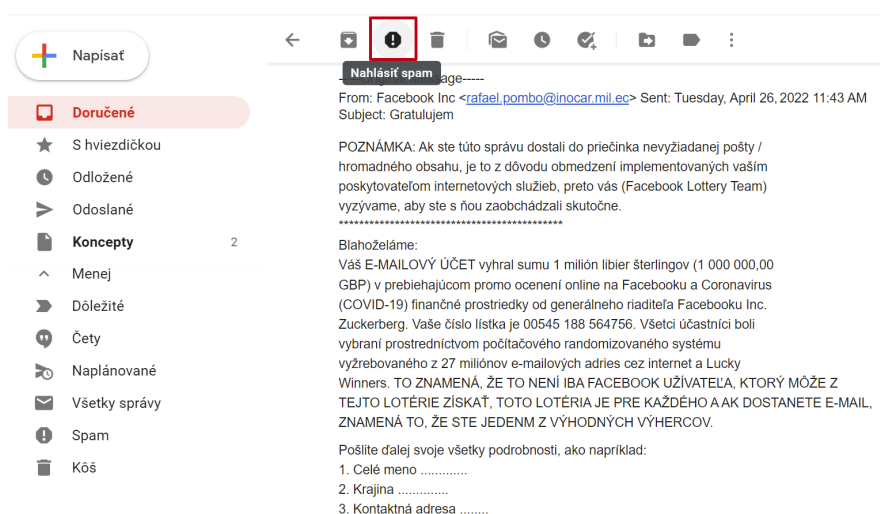 Napísať
Doručené
S hviezdičkou
Odložené
Odoslané
Koncepty 2
Menej
Dôležité
Čety
Naplánované
Všetky správy
Spam
Kôš
Nahlásiť spam
age-----
From: Facebook Inc <rafael.pombo@inocar.mil.ec> Sent: Tuesday, April 26, 2022 11:43 AM
Subject: Gratulujem
POZNÁMKA: Ak ste túto správu dostali do priečinka nevyžiadanej pošty /
hromadného obsahu, je to z dôvodu obmedzení implementovaných vaším
poskytovateľom internetových služieb, preto vás (Facebook Lottery Team)
vyzývame, aby ste s ňou zaobchádzali skutočne.
********************************************
Blahoželáme:
Váš E-MAILOVÝ ÚČET vyhral sumu 1 milión libier šterlingov (1 000 000,00
GBP) v prebiehajúcom promo ocenení online na Facebooku a Coronavirus
(COVID-19) finančné prostriedky od generálneho riaditeľa Facebooku Inc.
Zuckerberg. Vaše číslo lístka je 00545 188 564756. Všetci účastníci boli
vybraní prostredníctvom počítačového randomizovaného systému
vyžrebovaného z 27 miliónov e-mailových adries cez internet a Lucky
Winners. TO ZNAMENÁ, ŽE TO NENÍ IBA FACEBOOK UŽÍVATEĽA, KTORÝ MÔŽE Z
TEJTO LOTÉRIE ZÍSKAŤ, TOTO LOTÉRIA JE PRE KAŽDÉHO A AK DOSTANETE E-MAIL,
ZNAMENÁ TO, ŽE STE JEDENM Z VÝHODNÝCH VÝHERCOV.
Pošlite ďalej svoje všetky podrobnosti, ako napríklad:
1. Celé meno .............
2. Krajina ..............
3. Kontaktná adresa ........